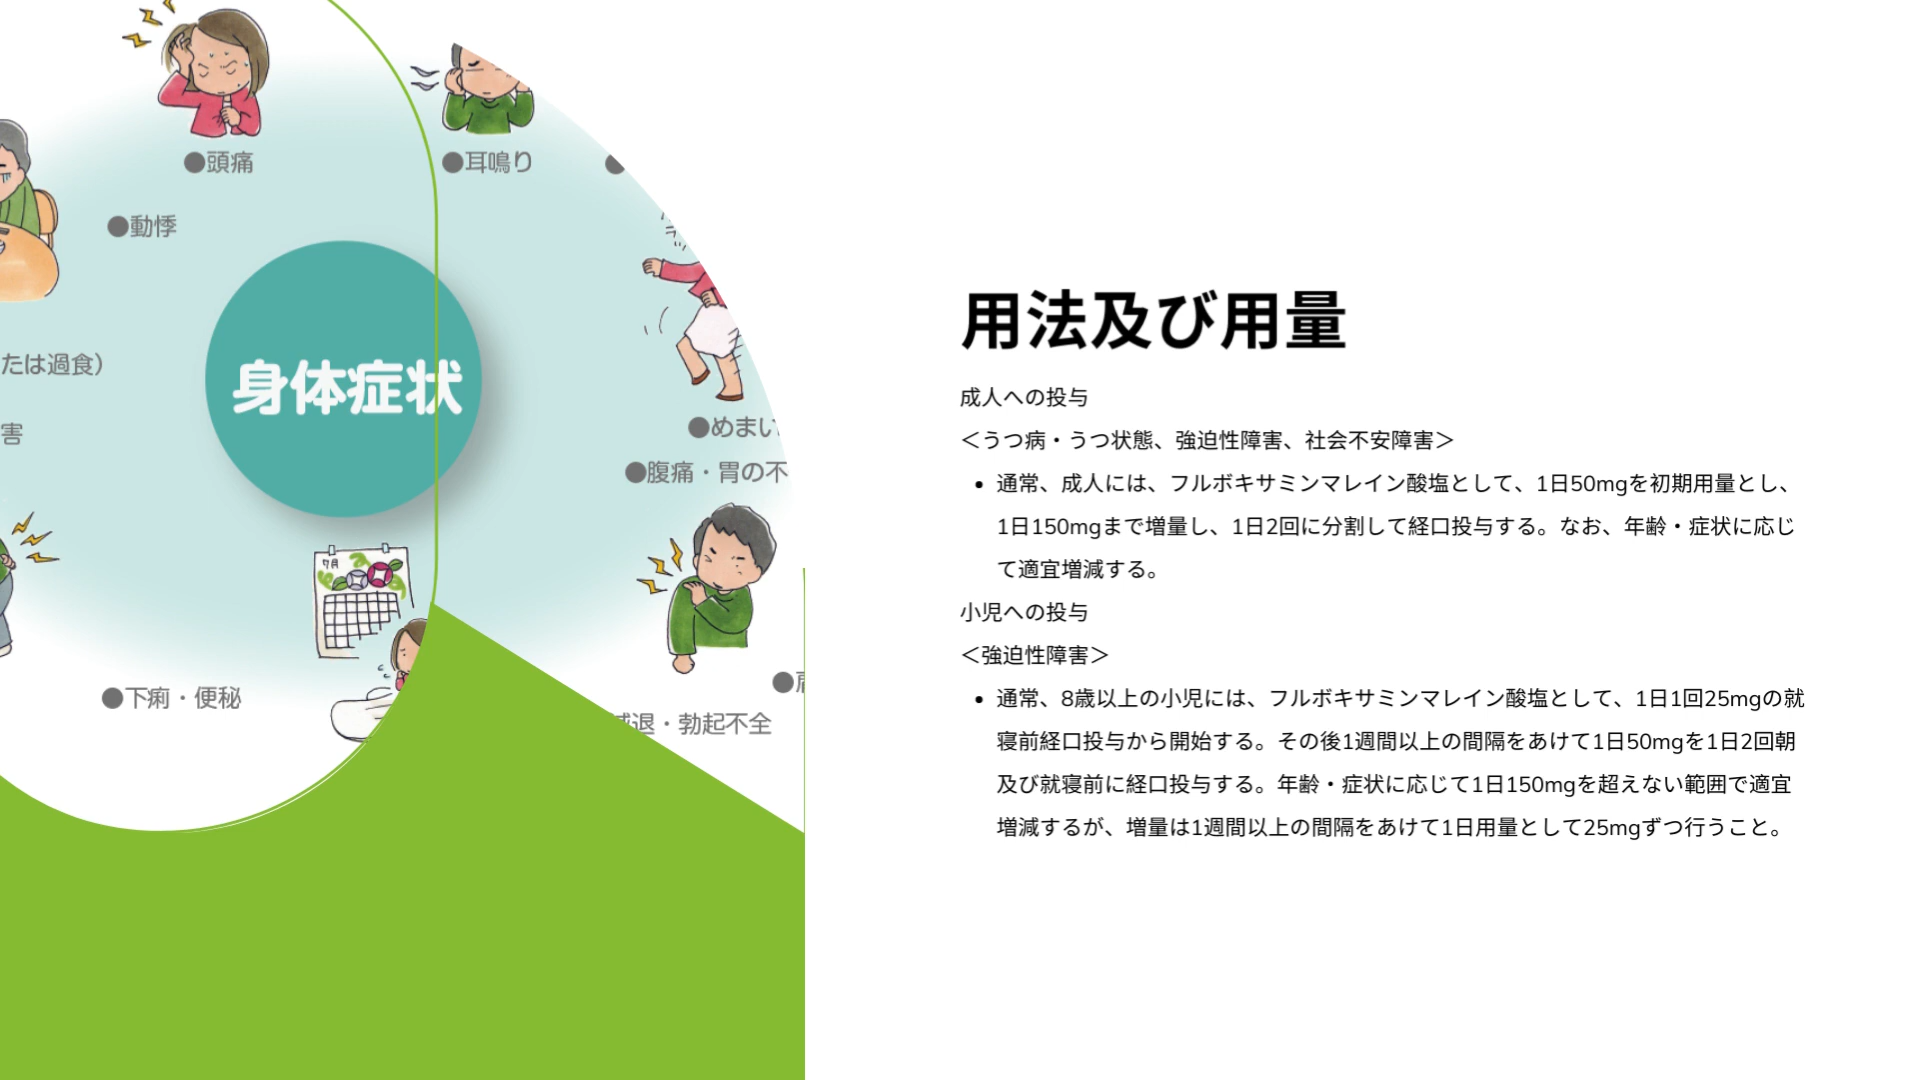 ●頭痛
●耳鳴り
●動悸
たは過食）
身体症状
害
●めまい
●腹痛・胃の不
7月
●下痢・便秘
減退・勃起不全
用法及び用量
成人への投与
＜うつ病・うつ状態、強迫性障害、社会不安障害＞
• 通常、成人には、フルボキサミンマレイン酸塩として、1日50mgを初期用量とし、
1日150mgまで増量し、1日2回に分割して経口投与する。なお、年齢・症状に応じ
て適宜増減する。
小児への投与
＜強迫性障害＞
• 通常、8歳以上の小児には、フルボキサミンマレイン酸塩として、1日1回25mgの就
寝前経口投与から開始する。その後1週間以上の間隔をあけて1日50mgを1日2回朝
及び就寝前に経口投与する。年齢・症状に応じて1日150mgを超えない範囲で適宜
増減するが、増量は1週間以上の間隔をあけて1日用量として25mgずつ行うこと。